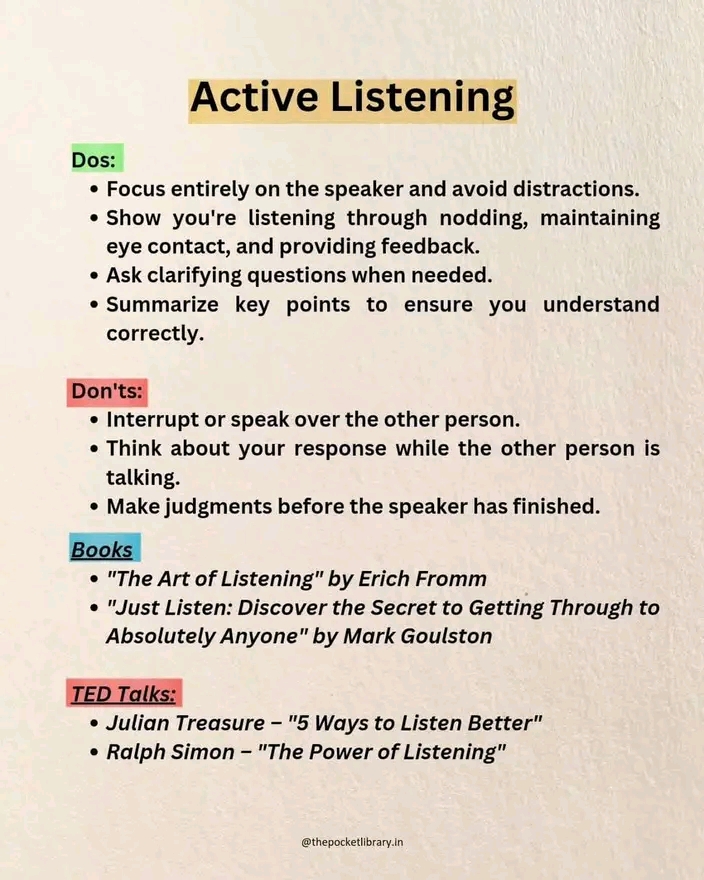 Active Listening
Dos:
• Focus entirely on the speaker and avoid distractions.
• Show you're listening through nodding, maintaining
eye contact, and providing feedback.
• Ask clarifying questions when needed.
• Summarize key points to ensure you understand
correctly.
Don'ts:
• Interrupt or speak over the other person.
• Think about your response while the other person is
talking.
• Make judgments before the speaker has finished.
Books
• "The Art of Listening" by Erich Fromm
• "Just Listen: Discover the Secret to Getting Through to
Absolutely Anyone" by Mark Goulston
TED Talks:
• Julian Treasure – "5 Ways to Listen Better"
• Ralph Simon – "The Power of Listening"
@thepocketlibrary.in